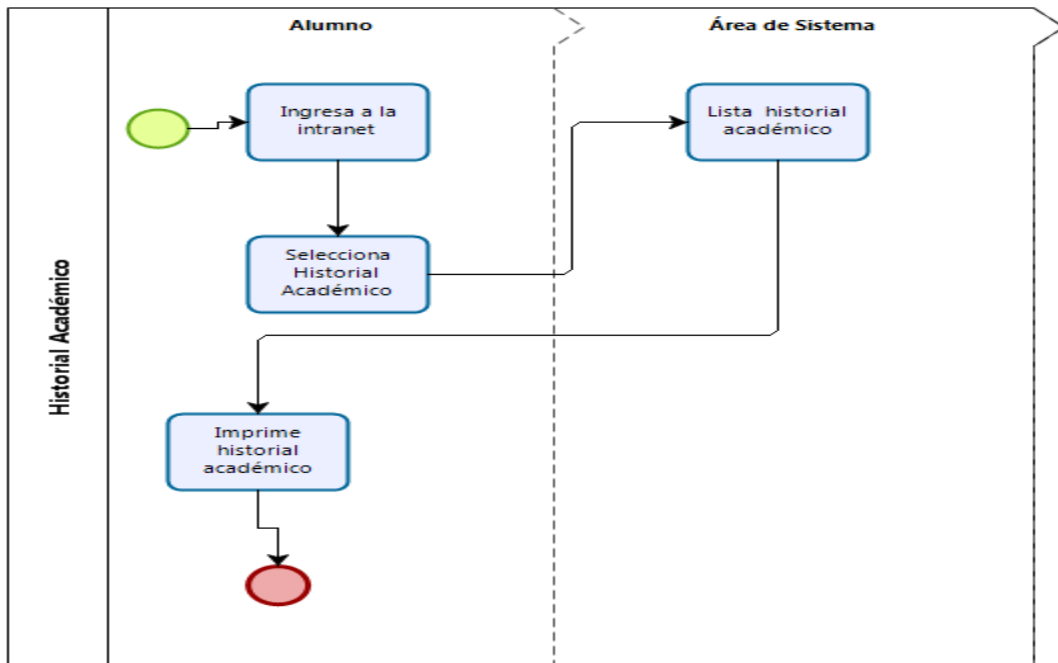 Alumno
Área de Sistema
Historial Académico
Ingresa a la
intranet
Lista historial
académico
Selecciona
Historial
Académico
Imprime
historial
académico